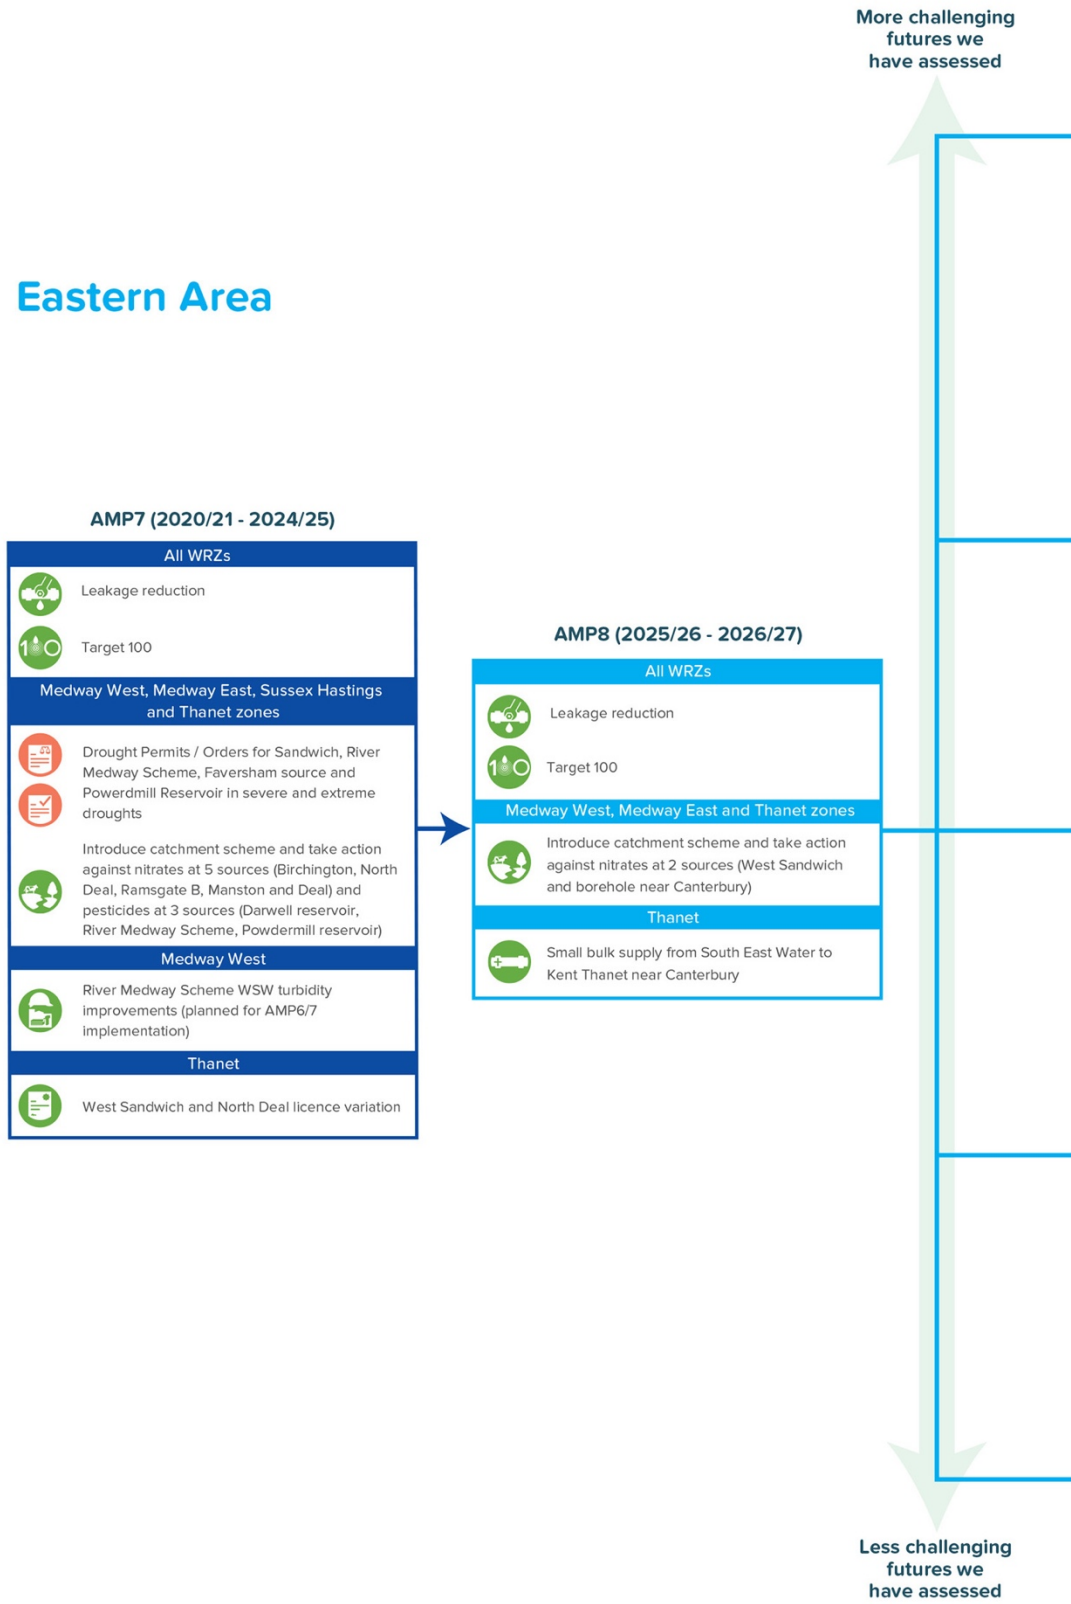 More challenging
futures we
have assessed
Eastern Area
AMP7 (2020/21 - 2024/25)
All WRZs
Leakage reduction
100
Target 100
Medway West, Medway East, Sussex Hastings
and Thanet zones
Drought Permits / Orders for Sandwich, River
Medway Scheme, Faversham source and
Powerdmill Reservoir in severe and extreme
droughts
Introduce catchment scheme and take action
against nitrates at 5 sources (Birchington, North
Deal, Ramsgate B, Manston and Deal) and
pesticides at 3 sources (Darwell reservoir,
River Medway Scheme, Powdermill reservoir)
Medway West
River Medway Scheme WSW turbidity
improvements (planned for AMP6/7
implementation)
Thanet
West Sandwich and North Deal licence variation
AMP8 (2025/26 - 2026/27)
All WRZs
Leakage reduction
100
Target 100
Medway West, Medway East and Thanet zones
Introduce catchment scheme and take action
against nitrates at 2 sources (West Sandwich
and borehole near Canterbury)
Thanet
Small bulk supply from South East Water to
Kent Thanet near Canterbury
Less challenging
futures we
have assessed